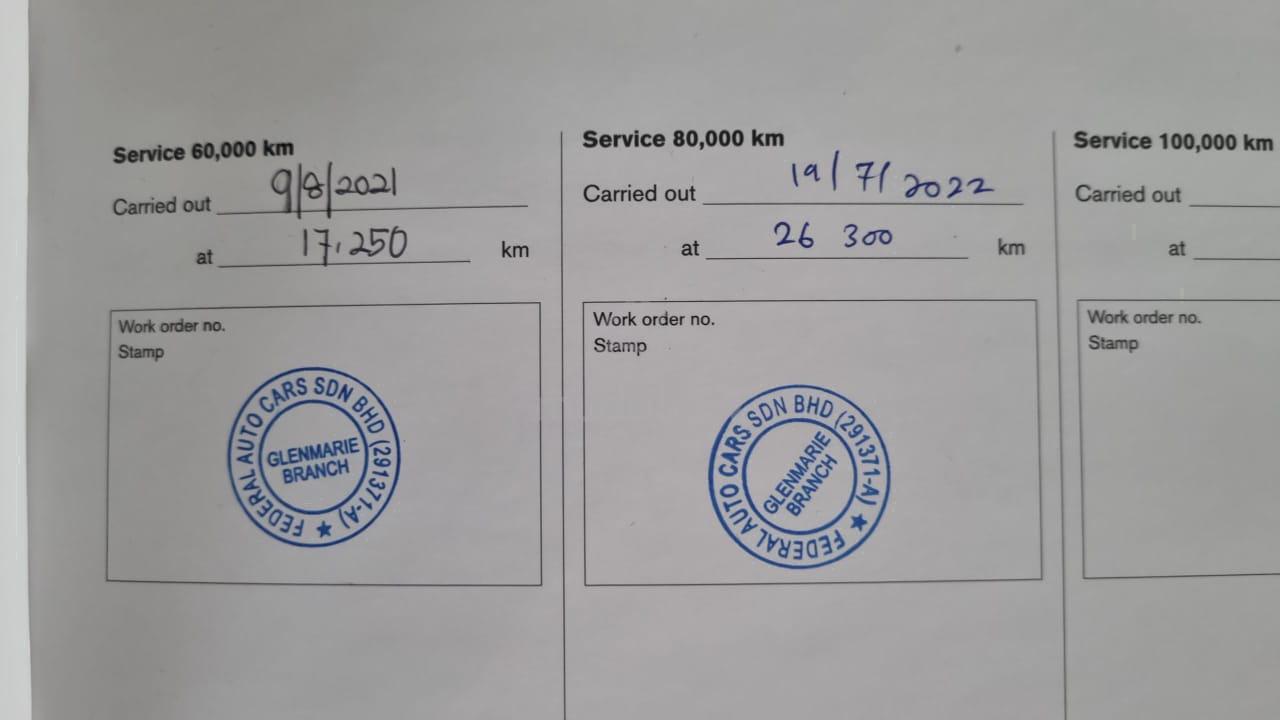 Service 60,000 km
Carried out 9/8/2021
at 17,250 km
Work order no.
Stamp
FEDERAL AUTO CARS SDN BHD (291371-A) ★
GLENMARIE
BRANCH
Service 80,000 km
Carried out 19/7/2022
at 26 300 km
Work order no.
Stamp
FEDERAL AUTO CARS SDN BHD (291371-A) ★
GLENMARIE
BRANCH
Service 100,000 km
Carried out
at
Work order no.
Stamp